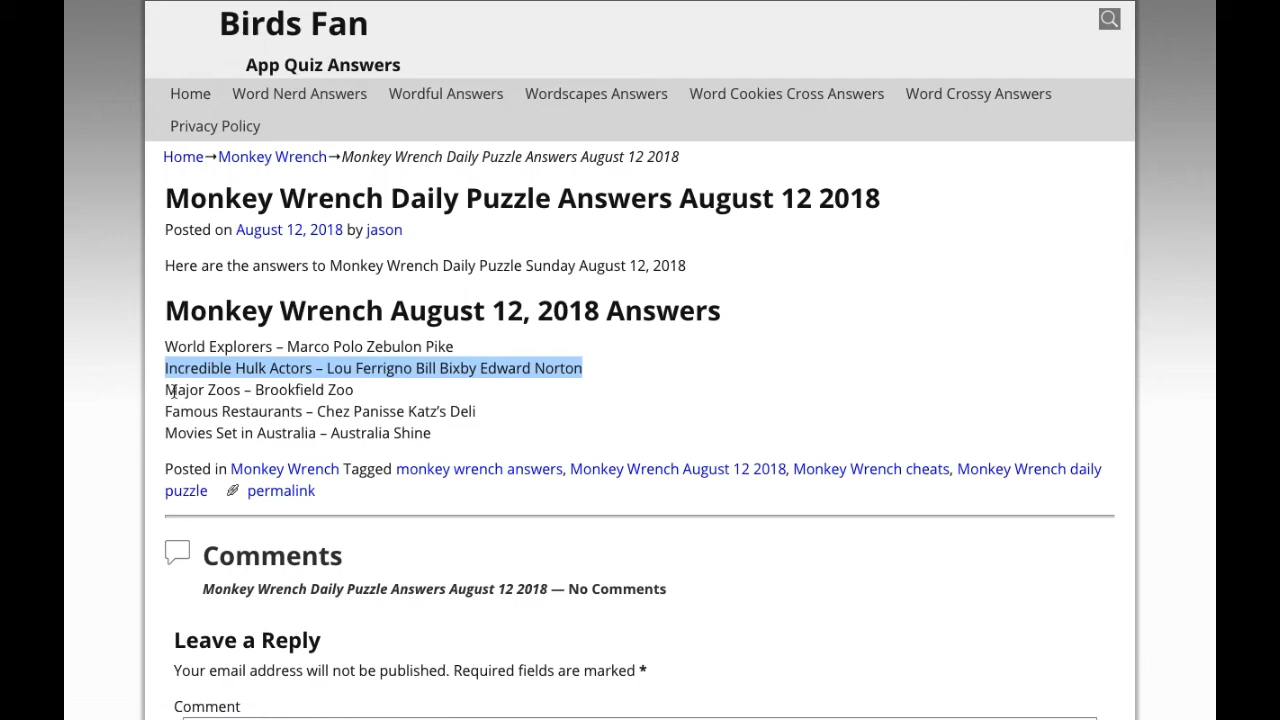 Birds Fan
App Quiz Answers
Home Word Nerd Answers Wordful Answers Wordscapes Answers Word Cookies Cross Answers Word Crossy Answers
Privacy Policy
Home→Monkey Wrench→Monkey Wrench Daily Puzzle Answers August 12 2018
Monkey Wrench Daily Puzzle Answers August 12 2018
Posted on August 12, 2018 by jason
Here are the answers to Monkey Wrench Daily Puzzle Sunday August 12, 2018
Monkey Wrench August 12, 2018 Answers
World Explorers – Marco Polo Zebulon Pike
Incredible Hulk Actors – Lou Ferrigno Bill Bixby Edward Norton
Major Zoos – Brookfield Zoo
Famous Restaurants – Chez Panisse Katz’s Deli
Movies Set in Australia – Australia Shine
Posted in Monkey Wrench Tagged monkey wrench answers, Monkey Wrench August 12 2018, Monkey Wrench cheats, Monkey Wrench daily
puzzle permalink
Comments
Monkey Wrench Daily Puzzle Answers August 12 2018 — No Comments
Leave a Reply
Your email address will not be published. Required fields are marked *
Comment